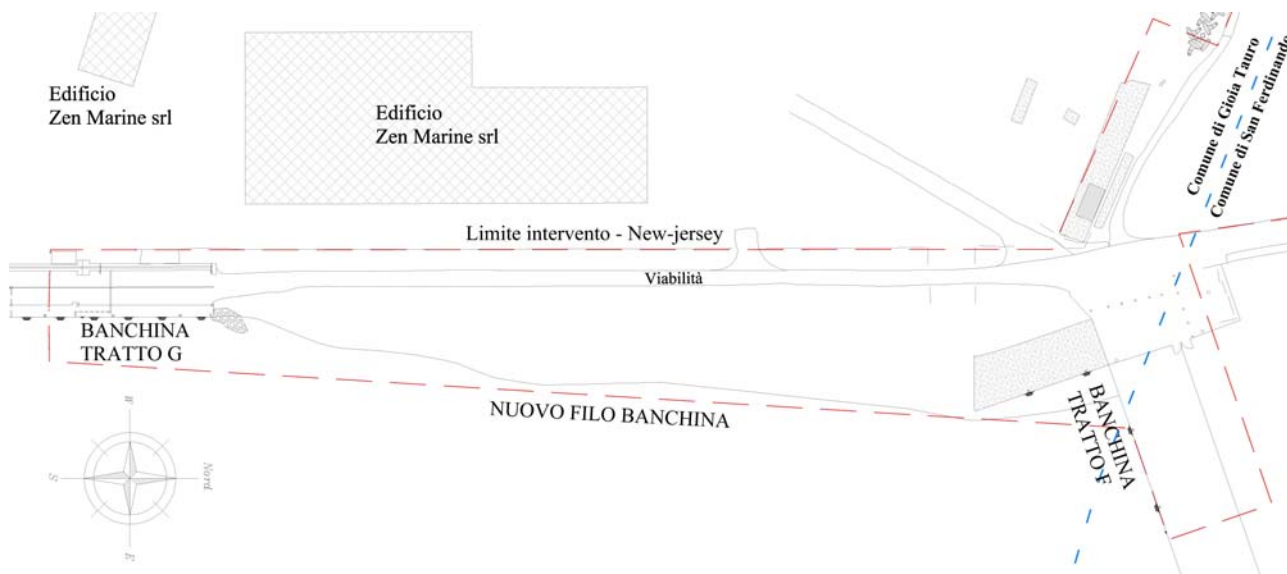 Edificio
Zen Marine srl
Edificio
Zen Marine srl
Comune di Gioia Tauro
Comune di San Ferdinando
Limite intervento - New-jersey
Viabilità
BANCHINA
TRATTO G
NUOVO FILO BANCHINA
BANCHINA
TRATTO F
W
Nord
S
E